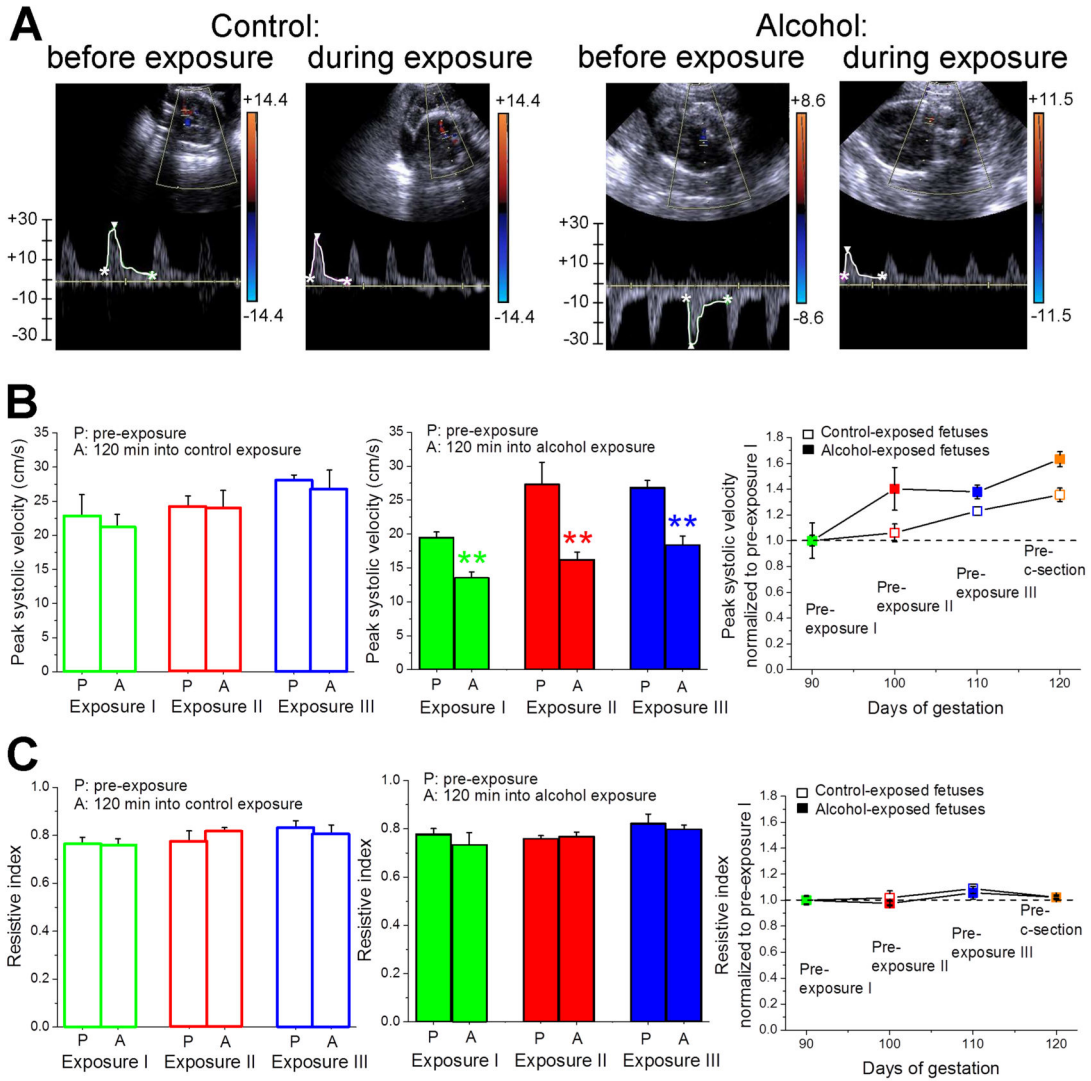 A
Control:
before exposure
during exposure
Alcohol:
before exposure
during exposure
+14.4
-14.4
+14.4
-14.4
+8.6
-8.6
+11.5
-11.5
+30
+10
-10
-30
+30
+10
-10
-30
B
Peak systolic velocity (cm/s)
35
30
25
20
15
10
5
0
P: pre-exposure
A: 120 min into control exposure
P A P A P A
Exposure I Exposure II Exposure III
Peak systolic velocity (cm/s)
35
30
25
20
15
10
5
0
P: pre-exposure
A: 120 min into alcohol exposure
**
**
**
P A P A P A
Exposure I Exposure II Exposure III
Peak systolic velocity
normalized to pre-exposure I
1.8
1.6
1.4
1.2
1.0
0.8
0.6
0.4
0.2
0.0
Control-exposed fetuses
Alcohol-exposed fetuses
Pre-
exposure I
Pre-
exposure II
Pre-
exposure III
Pre-
c-section
90 100 110 120
Days of gestation
C
Resistive index
1.0
0.8
0.6
0.4
0.2
0.0
P: pre-exposure
A: 120 min into control exposure
P A P A P A
Exposure I Exposure II Exposure III
Resistive index
1.0
0.8
0.6
0.4
0.2
0.0
P: pre-exposure
A: 120 min into alcohol exposure
P A P A P A
Exposure I Exposure II Exposure III
Resistive index
normalized to pre-exposure I
1.8
1.6
1.4
1.2
1.0
0.8
0.6
0.4
0.2
0.0
Control-exposed fetuses
Alcohol-exposed fetuses
Pre-
exposure I
Pre-
exposure II
Pre-
exposure III
Pre-
c-section
90 100 110 120
Days of gestation